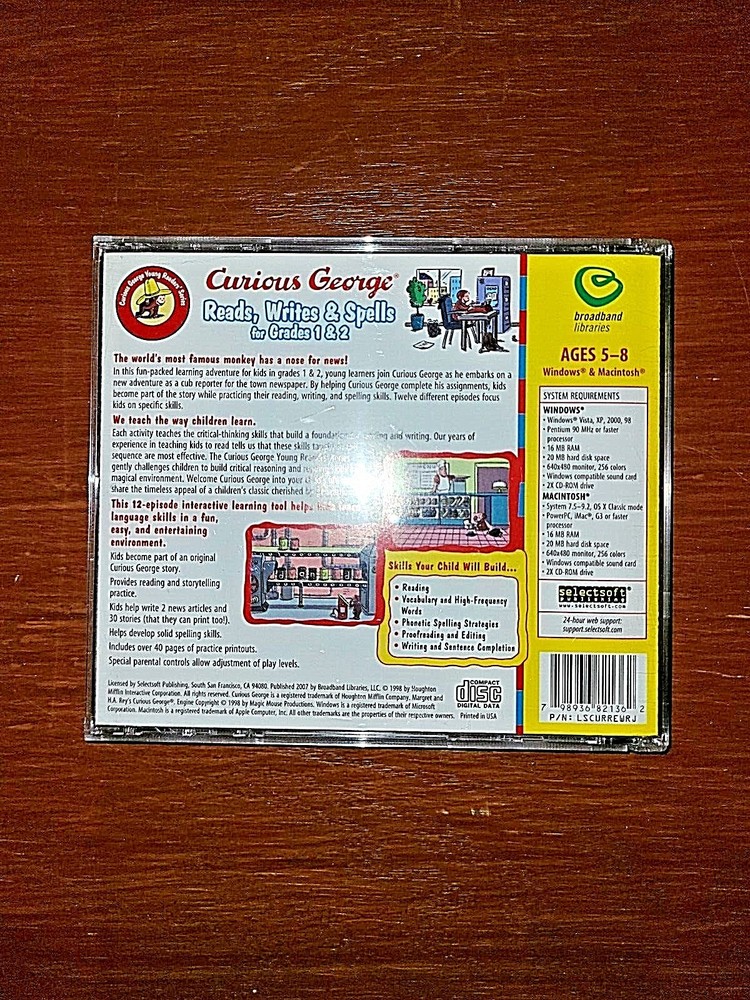 Curious George Young Readers' Series
Curious George®
Reads, Writes & Spells
for Grades 1 & 2
The world's most famous monkey has a nose for news!
In this fun-packed learning adventure for kids in grades 1 & 2, young learners join Curious George as he embarks on a
new adventure as a cub reporter for the town newspaper. By helping Curious George complete his assignments, kids
become part of the story while practicing their reading, writing, and spelling skills. Twelve different episodes focus
kids on specific skills.
We teach the way children learn.
Each activity teaches the critical-thinking skills that build a and writing. Our years of
experience in teaching kids to read tells us that these skills
sequence are most effective. The Curious George Young
gently challenges children to build critical reasoning and
magical environment. Welcome Curious George into your
share the timeless appeal of a children's classic cherished
This 12-episode interactive learning tool
language skills in a fun,
easy, and entertaining
environment.
Kids become part of an original
Curious George story.
Provides reading and storytelling
practice.
Kids help write 2 news articles and
30 stories (that they can print too!).
Helps develop solid spelling skills.
Includes over 40 pages of practice printouts.
Special parental controls allow adjustment of play levels.
Skills Your Child Will Build...
• Reading
• Vocabulary and High-Frequency
Words
• Phonetic Spelling Strategies
• Proofreading and Editing
• Writing and Sentence Completion
Licensed by Selectsoft Publishing, South San Francisco, CA 94080. Published 2007 by Broadband Libraries, LLC. © 1998 by Houghton
Mifflin Interactive Corporation. All rights reserved. Curious George is a registered trademark of Houghton Mifflin Company, Margret and
H.A. Rey's Curious George®, Engine Copyright © 1998 by Magic Mouse Productions. Windows is a registered trademark of Microsoft
Corporation. Macintosh is a registered trademark of Apple Computer, Inc. All other trademarks are the properties of their respective owners. Printed in USA
COMPACT
disc
DIGITAL DATA
broadband
libraries
AGES 5–8
Windows® & Macintosh®
SYSTEM REQUIREMENTS
WINDOWS®
• Windows® Vista, XP, 2000, 98
• Pentium 90 MHz or faster
processor
• 16 MB RAM
• 20 MB hard disk space
• 640x480 monitor, 256 colors
• Windows compatible sound card
• 2X CD-ROM drive
MACINTOSH®
• System 7.5–9.2, OS X Classic mode
• PowerPC, iMac®, G3 or faster
processor
• 16 MB RAM
• 20 MB hard disk space
• 640x480 monitor, 256 colors
• Windows compatible sound card
• 2X CD-ROM drive
selectsoft
PUBLISHING
www.selectsoft.com
24-hour web support:
support.selectsoft.com
7 98936 82136 2
P/N: LSCURREWRJ